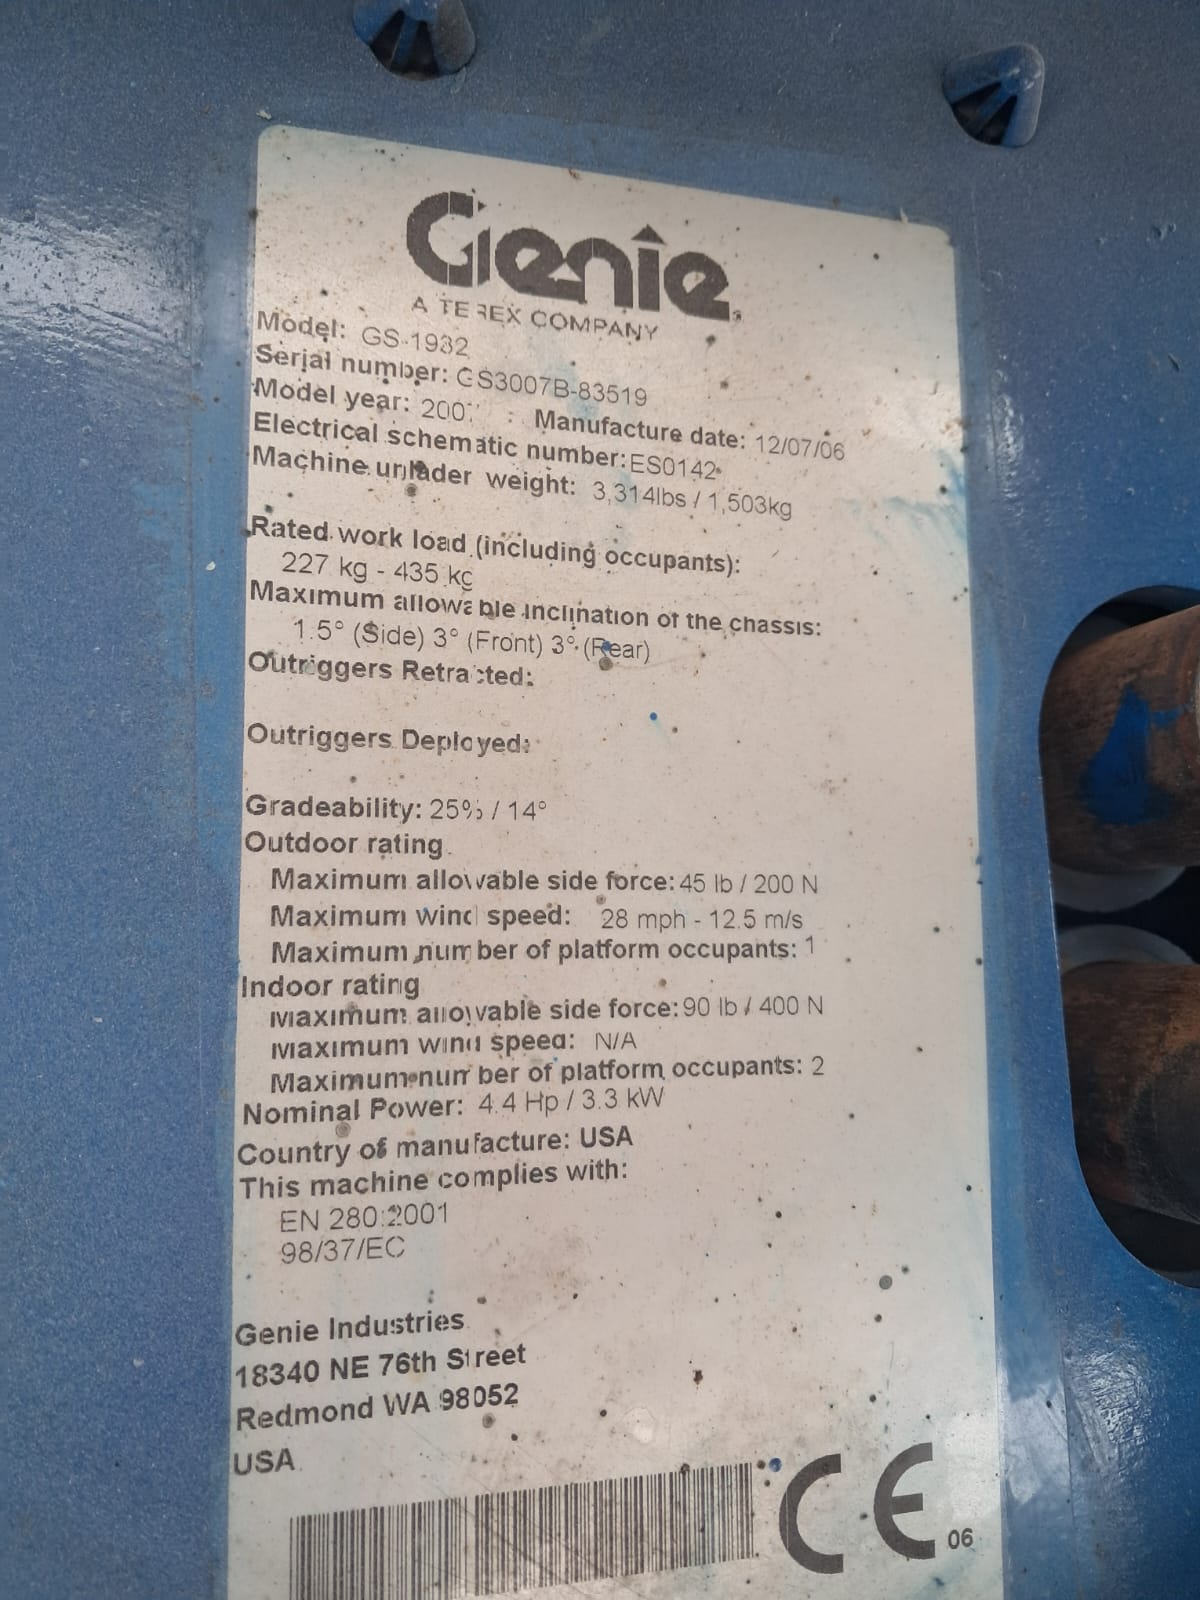 Genie
A TEREX COMPANY
Model: GS-1932
Serial number: GS3007B-83519
Model year: 2007 Manufacture date: 12/07/06
Electrical schematic number: ES0142
Machine unlader weight: 3,314lbs / 1,503kg
Rated work load (including occupants):
227 kg - 435 kg
Maximum allowable inclination of the chassis:
1.5° (Side) 3° (Front) 3° (Rear)
Outriggers Retracted:
Outriggers Deployed:
Gradeability: 25% / 14°
Outdoor rating
Maximum allowable side force: 45 lb / 200 N
Maximum wind speed: 28 mph - 12.5 m/s
Maximum number of platform occupants: 1
Indoor rating
Maximum allowable side force: 90 lb / 400 N
Maximum wind speed: N/A
Maximum number of platform occupants: 2
Nominal Power: 4.4 Hp / 3.3 kW
Country of manufacture: USA
This machine complies with:
EN 280:2001
98/37/EC
Genie Industries
18340 NE 76th Street
Redmond WA 98052
USA
CE 06